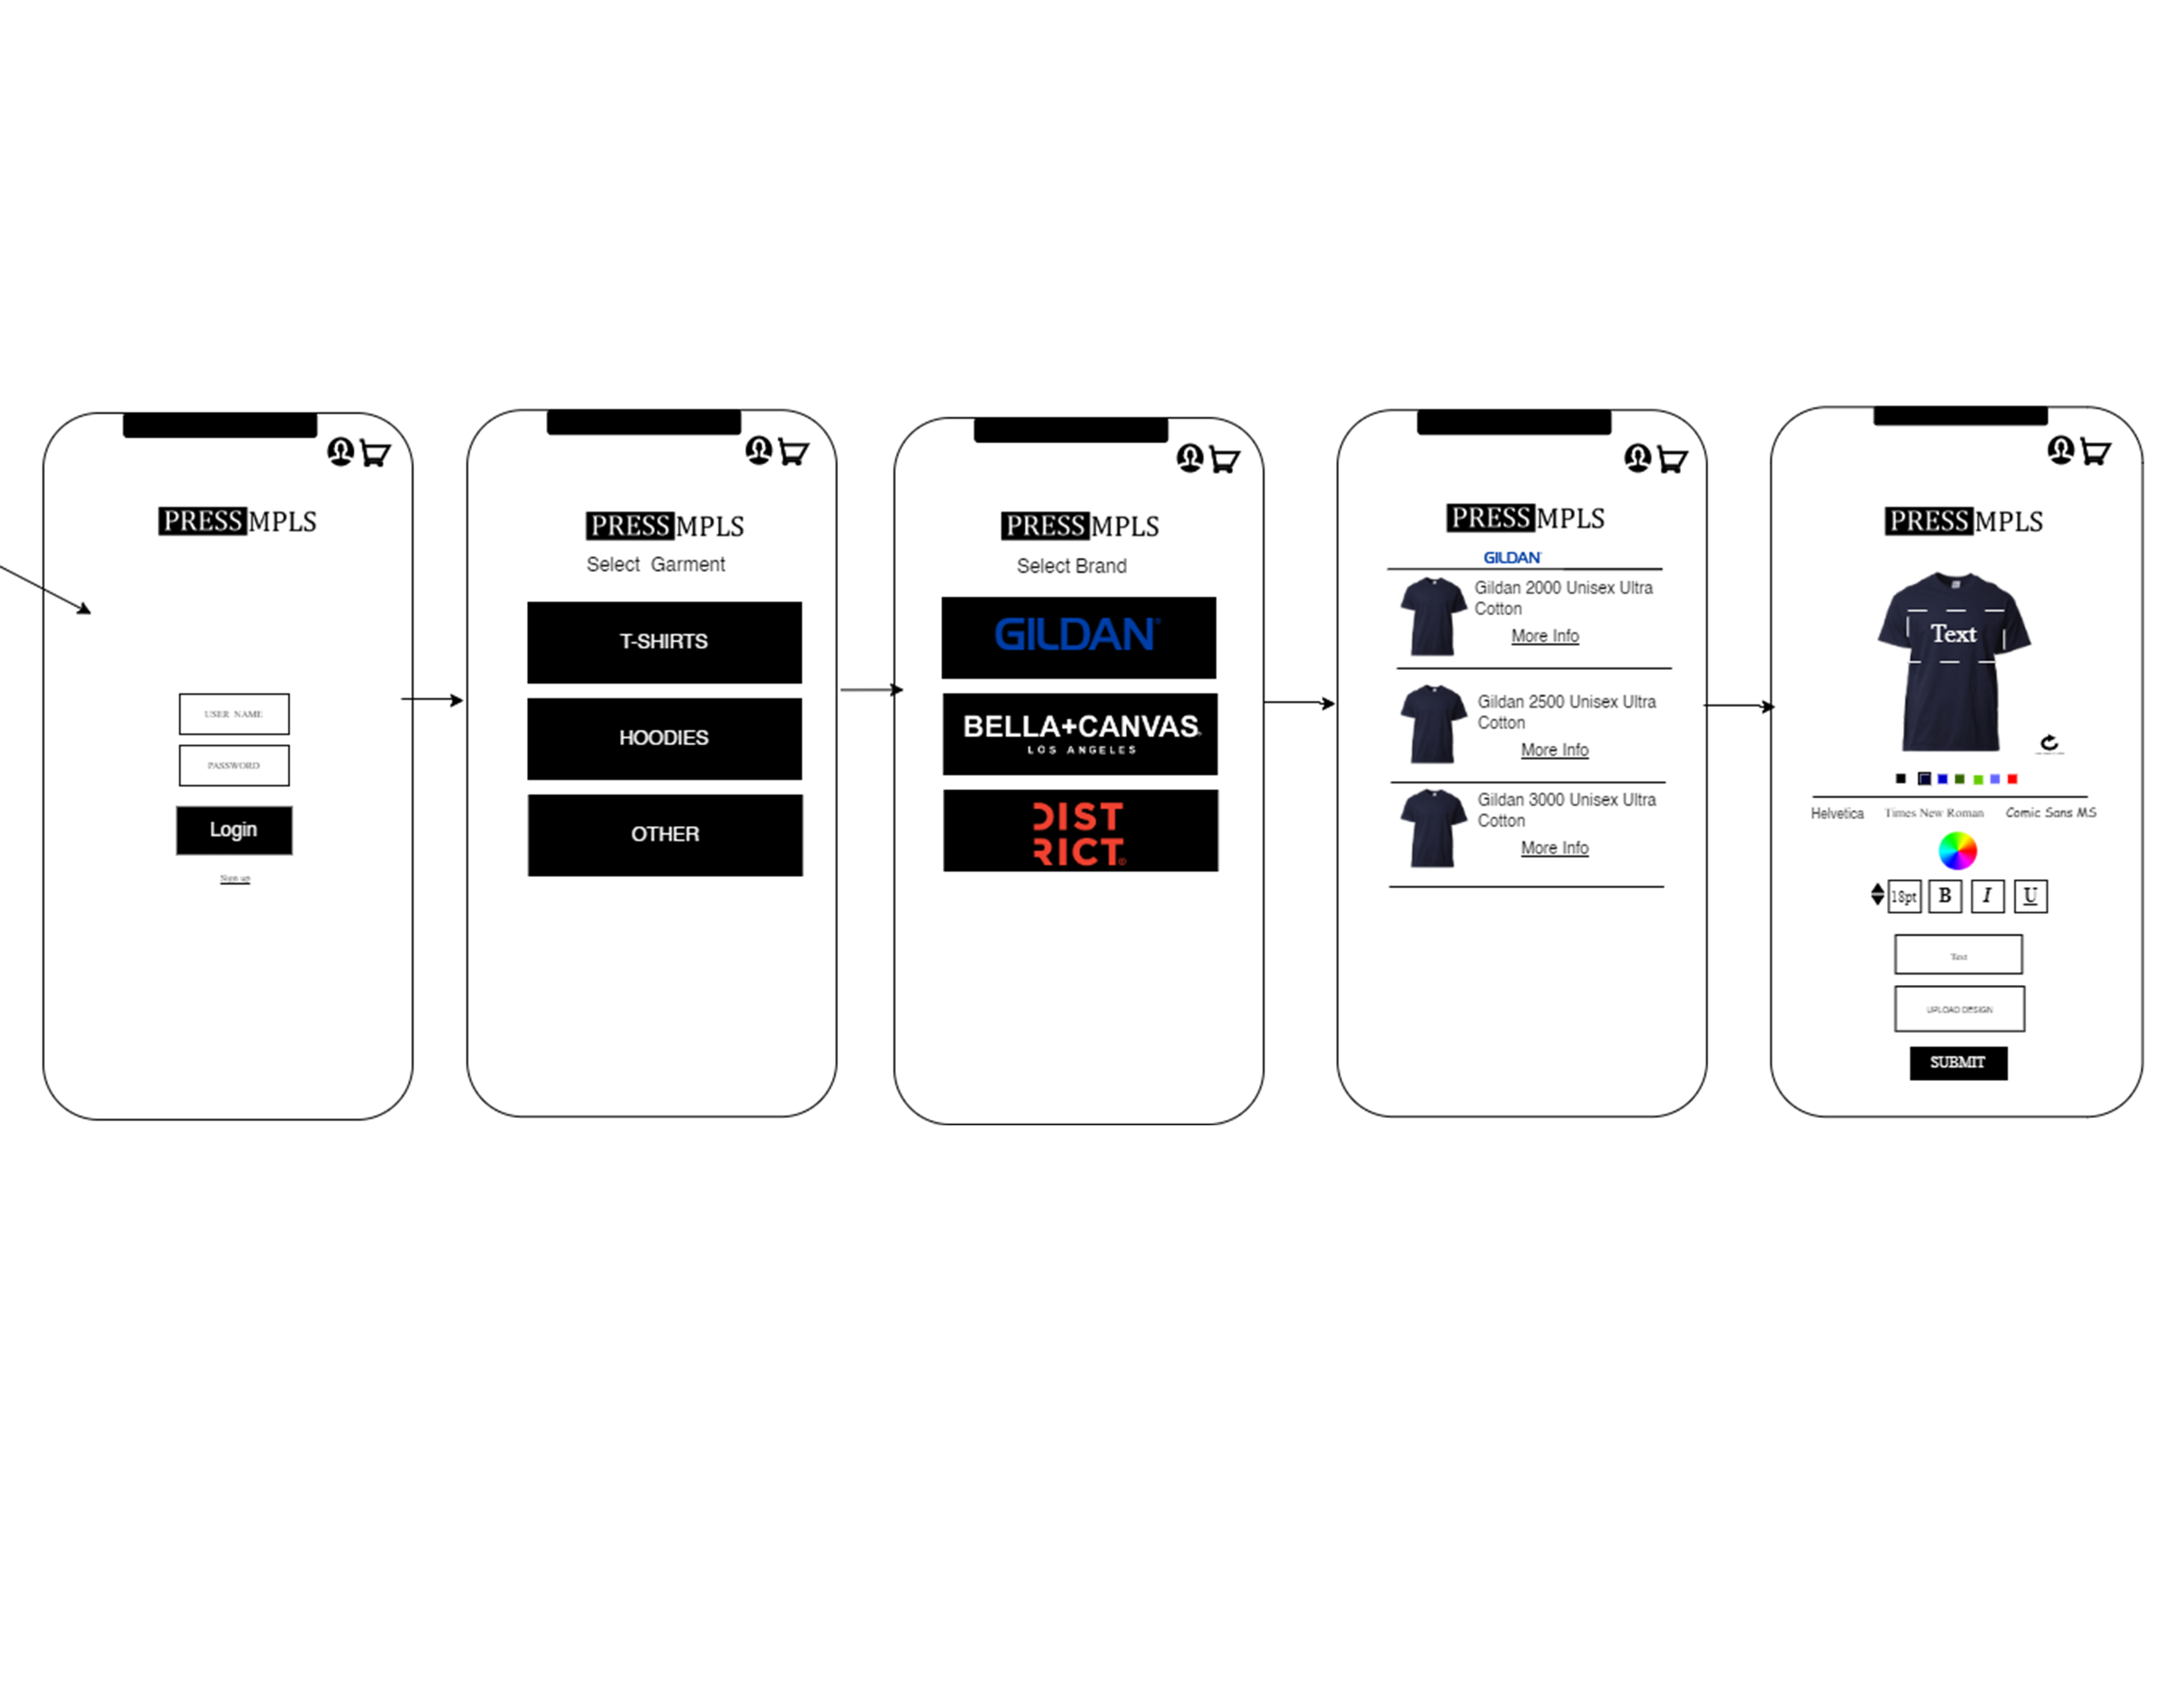 PRESS MPLS
USER NAME
PASSWORD
Login
Sign up
PRESS MPLS
Select Garment
T-SHIRTS
HOODIES
OTHER
PRESS MPLS
Select Brand
GILDAN®
BELLA+CANVAS®
LOS ANGELES
DIST
RICT®
PRESS MPLS
GILDAN
Gildan 2000 Unisex Ultra
Cotton
More Info
Gildan 2500 Unisex Ultra
Cotton
More Info
Gildan 3000 Unisex Ultra
Cotton
More Info
PRESS MPLS
Text
Helvetica Times New Roman Comic Sans MS
18pt B I U
Text
UPLOAD DESIGN
SUBMIT